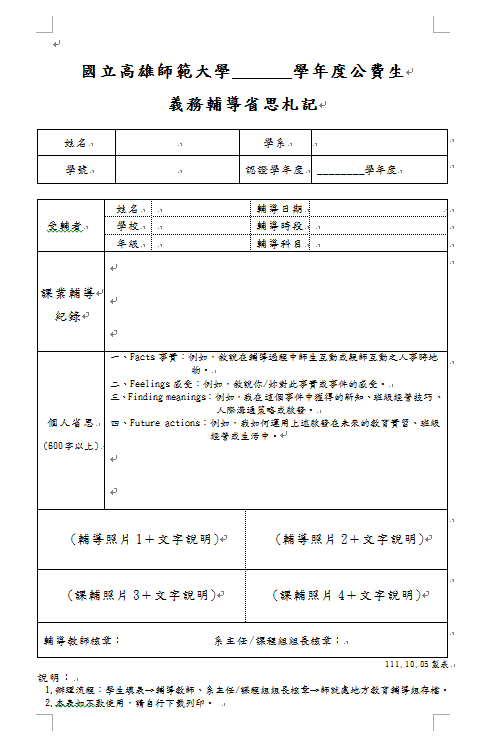 國立高雄師範大學______學年度公費生
義務輔導省思札記
姓名 學系
學號 認證學年度 ________學年度
受輔者
姓名 輔導日期
學校 輔導時段
年級 輔導科目
課業輔導
紀錄
個人省思
(600字以上)
一、Facts 事實：例如，敘說在輔導過程中師生互動或親師互動之人事時地
物。
二、Feelings 感受：例如，敘說你/妳對此事實或事件的感受。
三、Finding meanings：例如，我在這個事件中獲得的新知、班級經營技巧、
人際溝通策略或啟發。
四、Future actions：例如，我如何運用上述啟發在未來的教育實習、班級
經營或生活中。
(輔導照片 1＋文字說明) (輔導照片 2＋文字說明)
(課輔照片 3＋文字說明) (課輔照片 4＋文字說明)
輔導教師核章： 系主任/課程組組長核章：
111.10.05 製表
說明：
1.辦理流程：學生填表→輔導教師、系主任/課程組組長核章→師就處地方教育輔導組存檔。
2.本表如不敷使用，請自行下載列印。